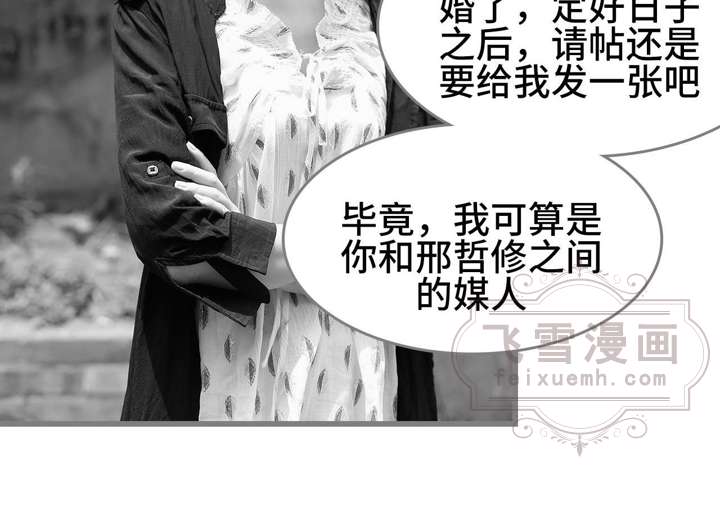 婚了，定好日子
之后，请帖还是
要给我发一张吧
毕竟，我可算是
你和邢哲修之间
的媒人
飞雪漫画
feixuemh.com